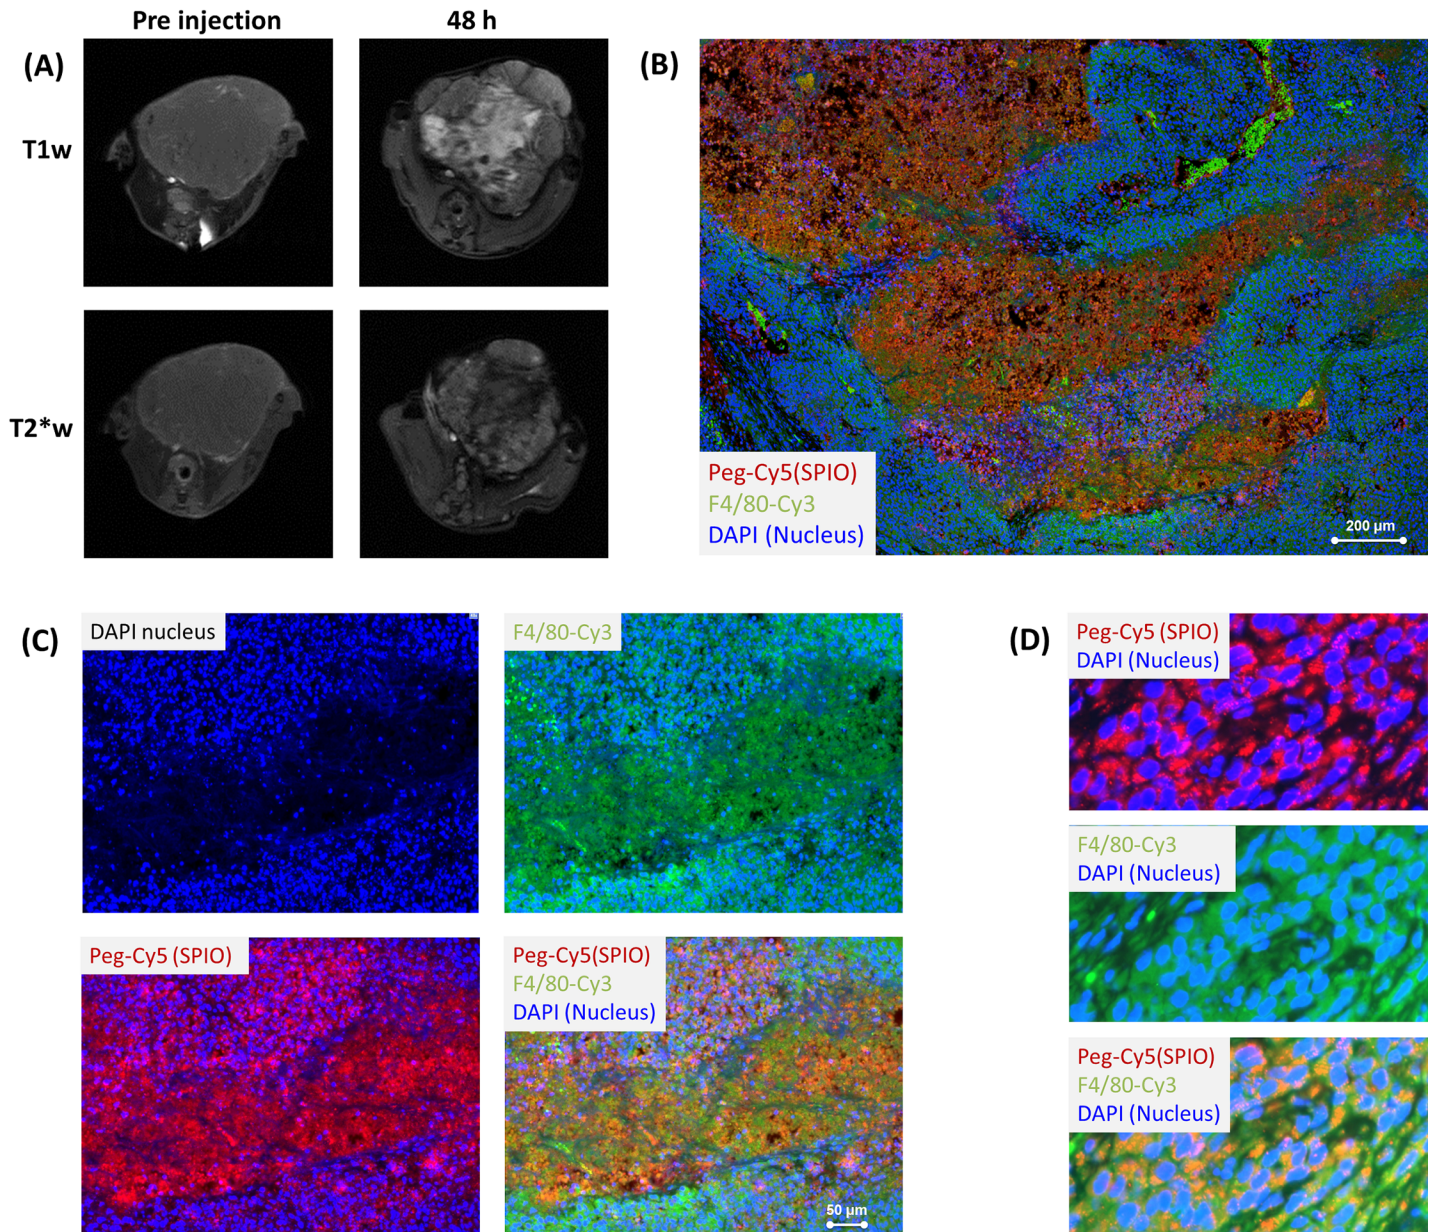 Pre injection
48 h
(A)
T1w
T2*w
(B)
Peg-Cy5(SPIO)
F4/80-Cy3
DAPI (Nucleus)
200 µm
(C)
DAPI nucleus
F4/80-Cy3
Peg-Cy5 (SPIO)
Peg-Cy5(SPIO)
F4/80-Cy3
DAPI (Nucleus)
50 µm
(D)
Peg-Cy5 (SPIO)
DAPI (Nucleus)
F4/80-Cy3
DAPI (Nucleus)
Peg-Cy5(SPIO)
F4/80-Cy3
DAPI (Nucleus)